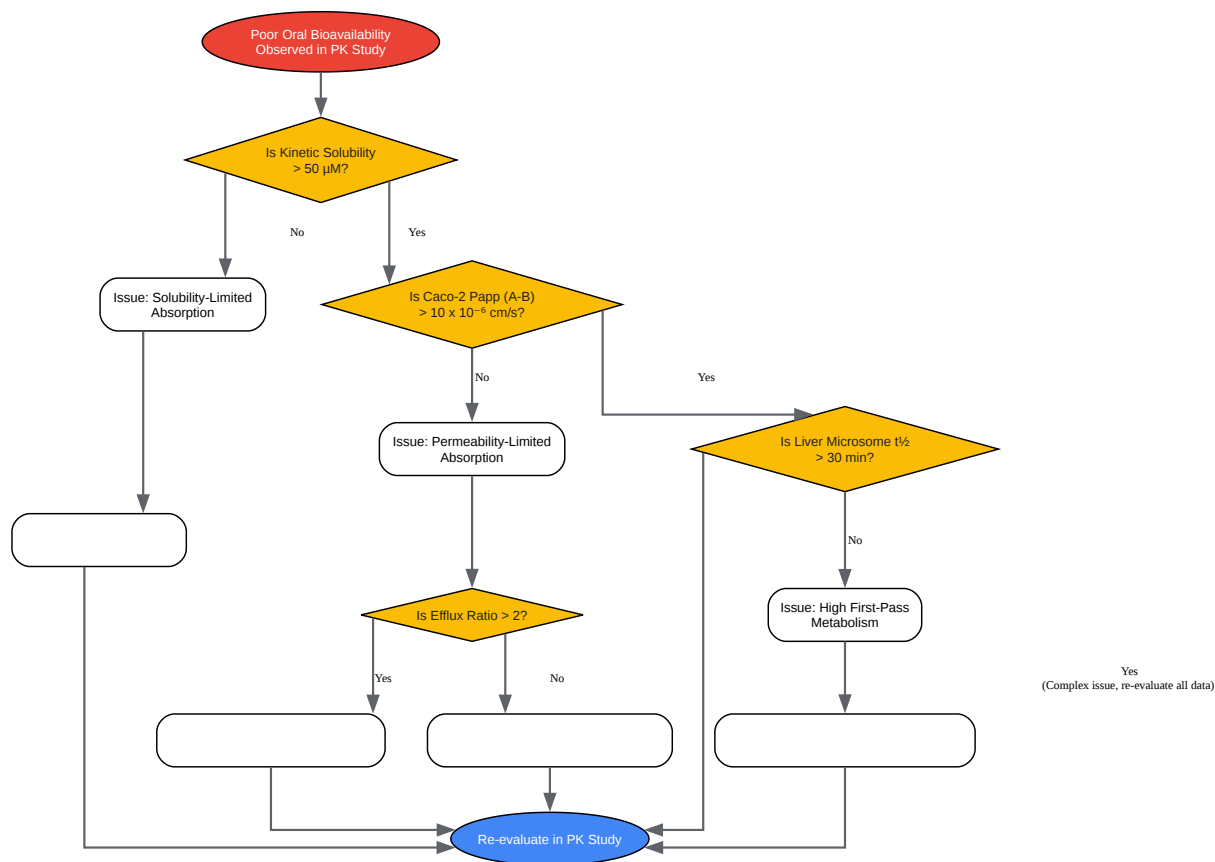 Poor Oral Bioavailability
Observed in PK Study
Is Kinetic Solubility
> 50 µM?
No
Yes
Issue: Solubility-Limited
Absorption
Is Caco-2 Papp (A-B)
> 10 x 10⁻⁶ cm/s?
No
Yes
Issue: Permeability-Limited
Absorption
Is Liver Microsome t½
> 30 min?
No
Issue: High First-Pass
Metabolism
Is Efflux Ratio > 2?
Yes
No
Yes
(Complex issue, re-evaluate all data)
Re-evaluate in PK Study